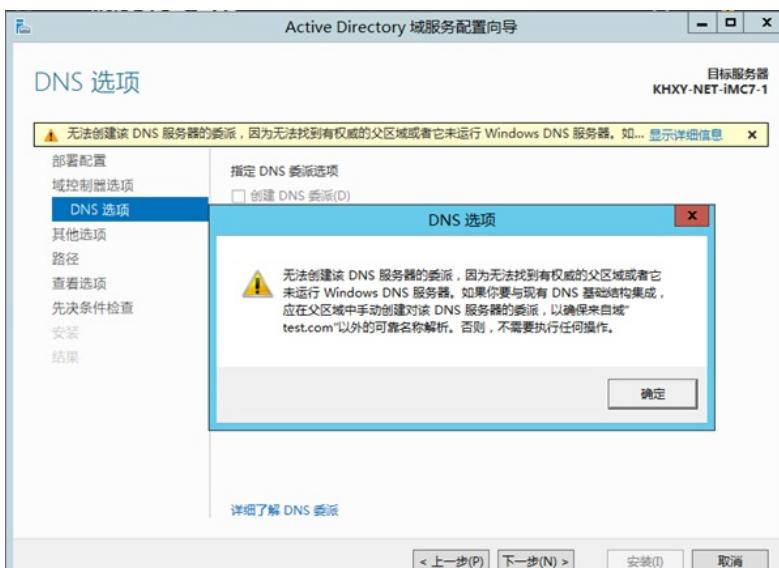 Active Directory 域服务配置向导
DNS 选项
目标服务器
KHXY-NET-iMC7-1
无法创建该 DNS 服务器的委派，因为无法找到有权威的父区域或者它未运行 Windows DNS 服务器。如... 显示详细信息
部署配置
域控制器选项
DNS 选项
其他选项
路径
查看选项
先决条件检查
安装
结果
指定 DNS 委派选项
创建 DNS 委派(D)
DNS 选项
无法创建该 DNS 服务器的委派，因为无法找到有权威的父区域或者它
未运行 Windows DNS 服务器。如果你要与现有 DNS 基础结构集成，
应在父区域中手动创建对该 DNS 服务器的委派，以确保来自域"
test.com"以外的可靠名称解析。否则，不需要执行任何操作。
确定
详细了解 DNS 委派
< 上一步(P)
下一步(N) >
安装(I)
取消